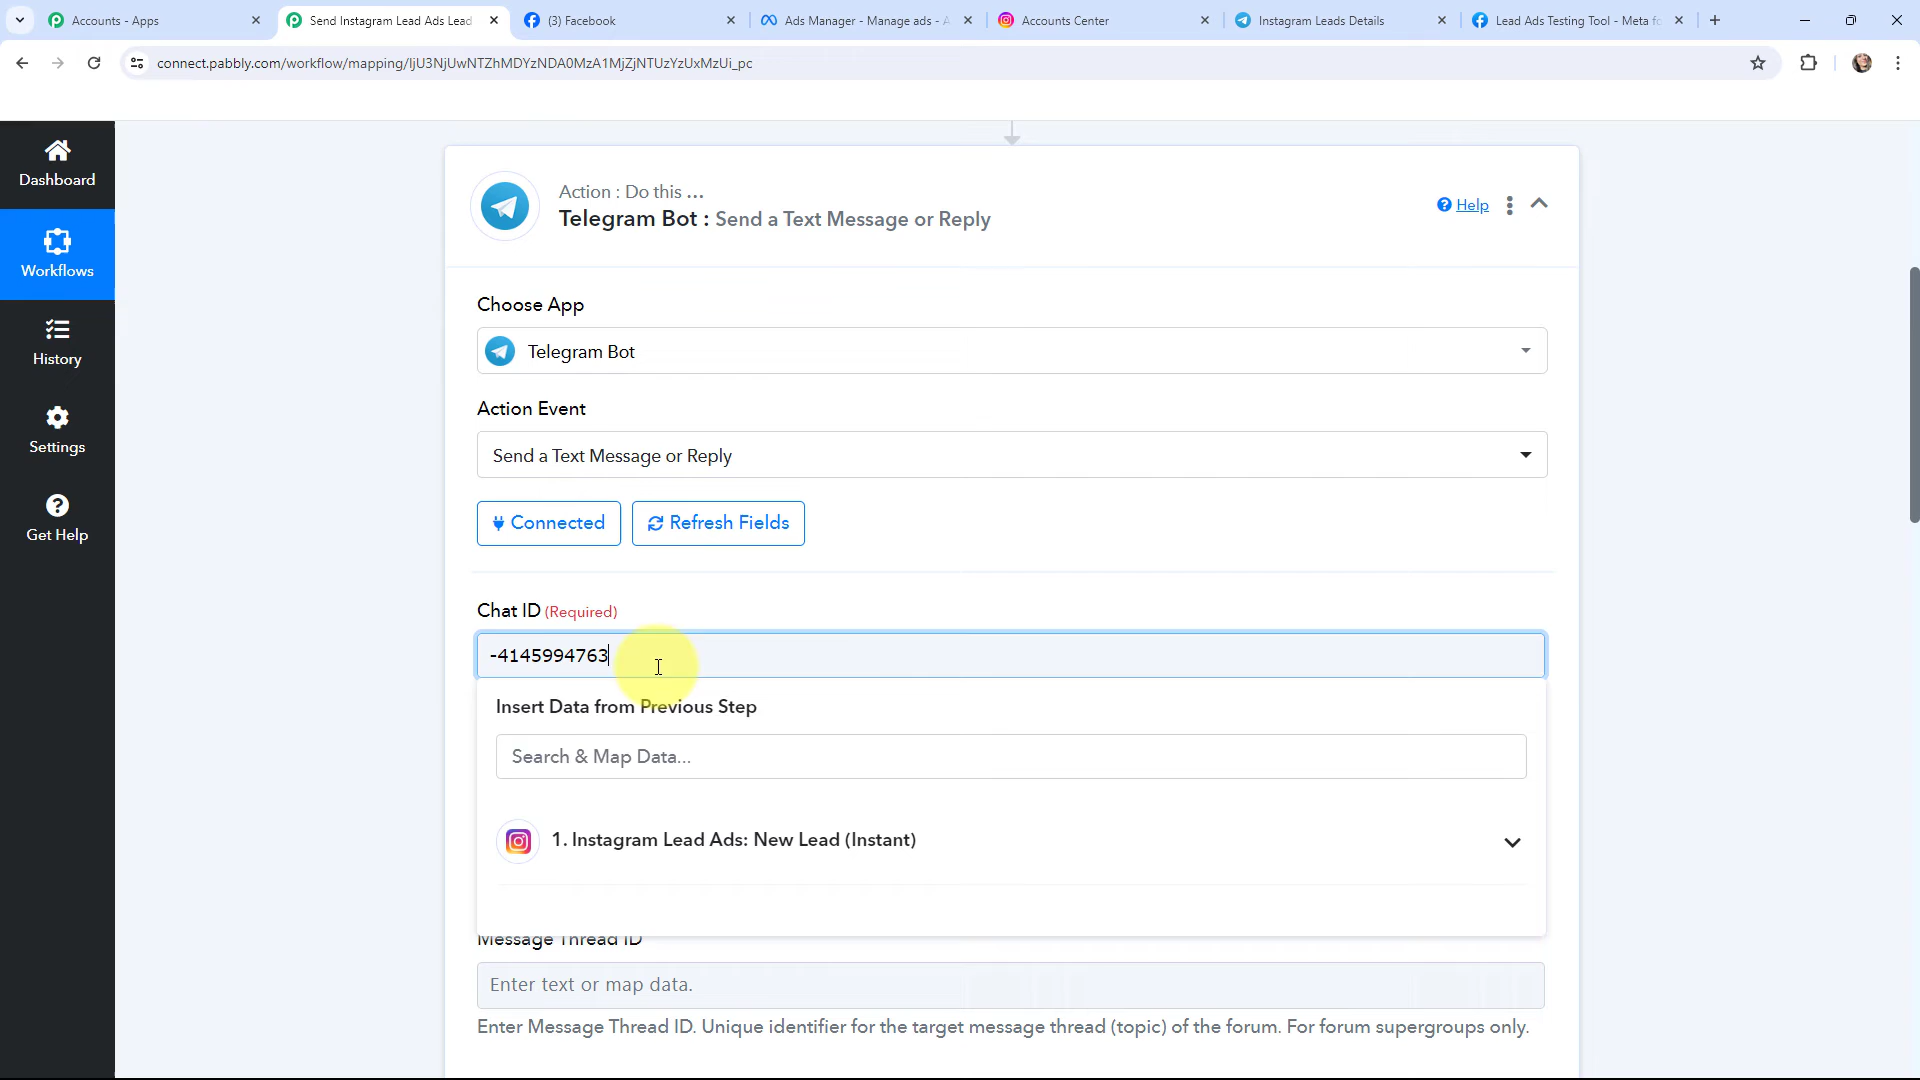 Accounts - Apps
Send Instagram Lead Ads Lead
(3) Facebook
Ads Manager - Manage ads - A
Accounts Center
Instagram Leads Details
Lead Ads Testing Tool - Meta fo
connect.pabbly.com/workflow/mapping/IjU3NjUwNTZhMDYzNDA0MzA1MjZjNTUzYzUxMzUi_pc
Dashboard
Workflows
History
Settings
Get Help
Action : Do this ...
Telegram Bot : Send a Text Message or Reply
Help
Choose App
Telegram Bot
Action Event
Send a Text Message or Reply
Connected
Refresh Fields
Chat ID (Required)
-4145994763
Insert Data from Previous Step
Search & Map Data...
1. Instagram Lead Ads: New Lead (Instant)
Message Thread ID
Enter text or map data.
Enter Message Thread ID. Unique identifier for the target message thread (topic) of the forum. For forum supergroups only.